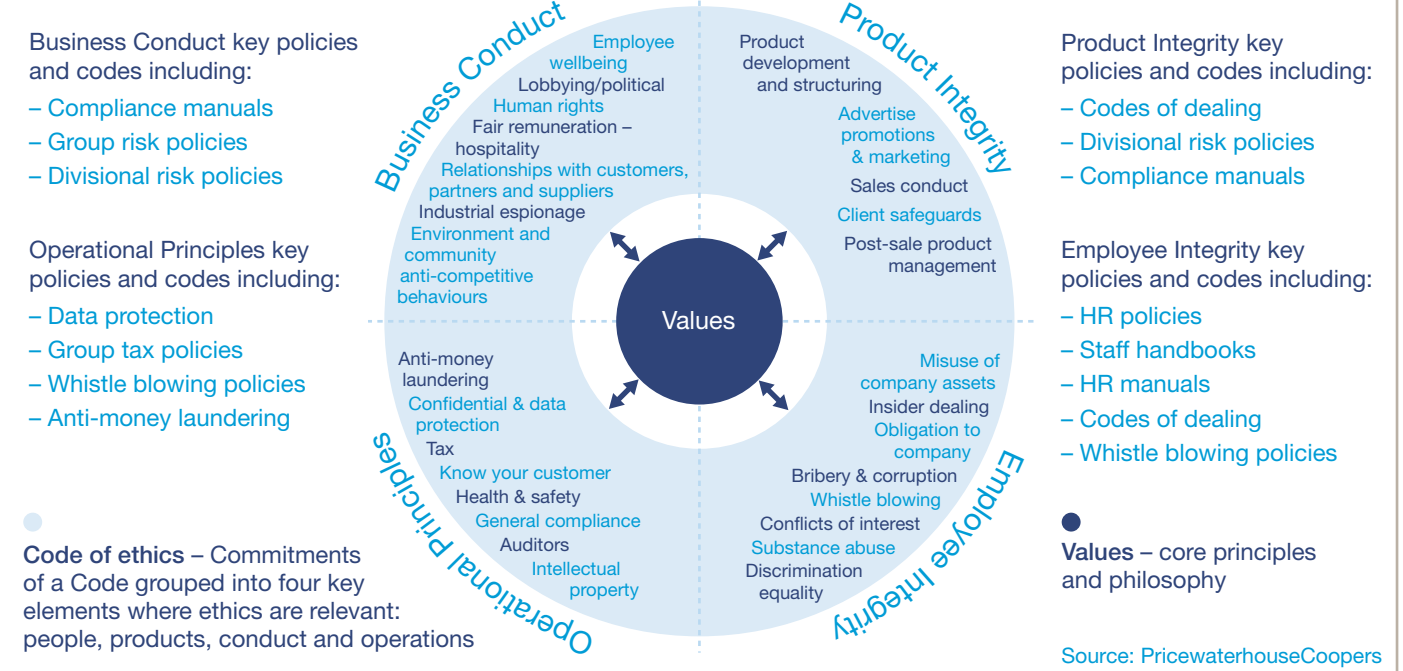 Business Conduct key policies
and codes including:
– Compliance manuals
– Group risk policies
– Divisional risk policies
Operational Principles key
policies and codes including:
– Data protection
– Group tax policies
– Whistle blowing policies
– Anti-money laundering
Code of ethics – Commitments
of a Code grouped into four key
elements where ethics are relevant:
people, products, conduct and operations
Business Conduct
Employee
wellbeing
Lobbying/political
Human rights
Fair remuneration –
hospitality
Relationships with customers,
partners and suppliers
Industrial espionage
Environment and
community
anti-competitive
behaviours
Product Integrity
Product
development
and structuring
Advertise
promotions
& marketing
Sales conduct
Client safeguards
Post-sale product
management
Values
Operational Principles
Anti-money
laundering
Confidential & data
protection
Tax
Know your customer
Health & safety
General compliance
Auditors
Intellectual
property
Employee Integrity
Misuse of
company assets
Insider dealing
Obligation to
company
Bribery & corruption
Whistle blowing
Conflicts of interest
Substance abuse
Discrimination
equality
Product Integrity key
policies and codes including:
– Codes of dealing
– Divisional risk policies
– Compliance manuals
Employee Integrity key
policies and codes including:
– HR policies
– Staff handbooks
– HR manuals
– Codes of dealing
– Whistle blowing policies
Values – core principles
and philosophy
Source: PricewaterhouseCoopers